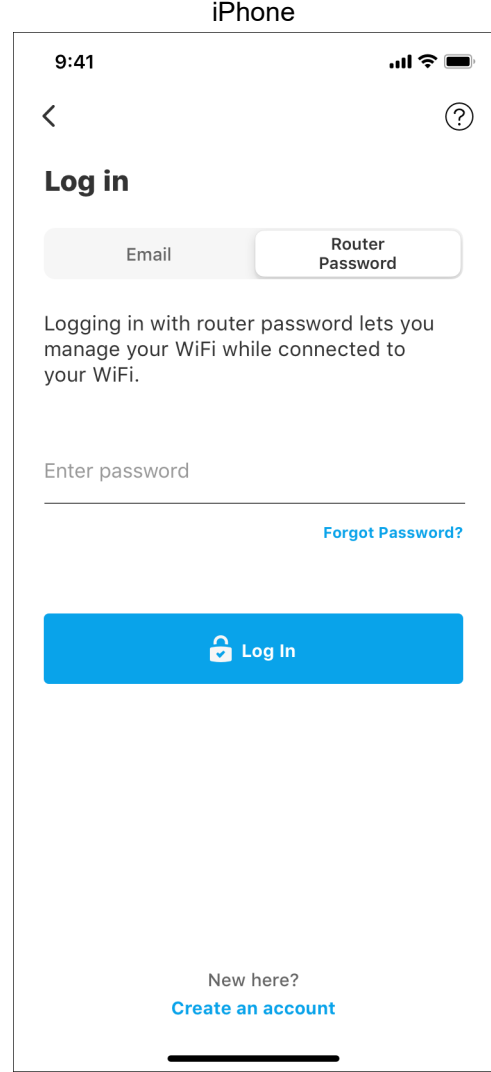 iPhone
9:41
?
Log in
Email
Router
Password
Logging in with router password lets you
manage your WiFi while connected to
your WiFi.
Enter password
Forgot Password?
Log In
New here?
Create an account